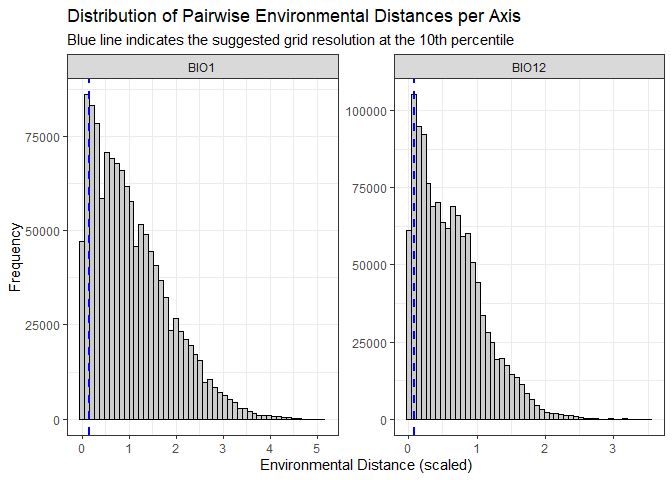 Distribution of Pairwise Environmental Distances per Axis
Blue line indicates the suggested grid resolution at the 10th percentile
BIO1
BIO12
Frequency
75000
50000
25000
0
100000
75000
50000
25000
0
0 1 2 3 4 5
0 1 2 3
Environmental Distance (scaled)